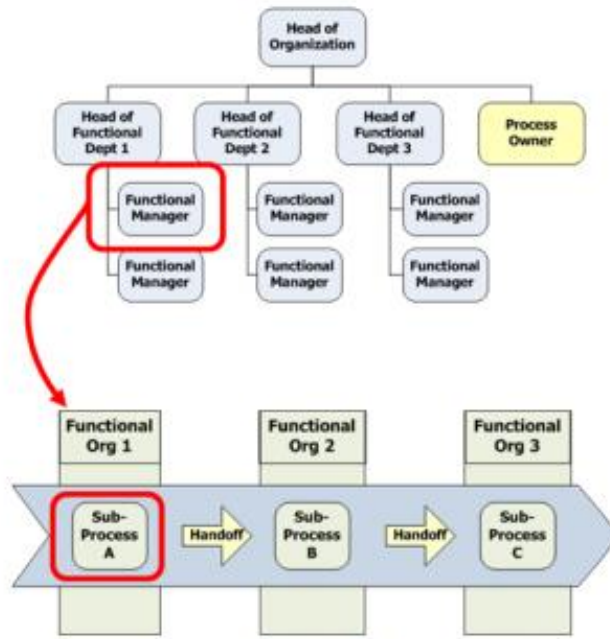 Head of
Organization
Head of
Functional
Dept 1
Head of
Functional
Dept 2
Head of
Functional
Dept 3
Process
Owner
Functional
Manager
Functional
Manager
Functional
Manager
Functional
Manager
Functional
Manager
Functional
Manager
Functional
Org 1
Functional
Org 2
Functional
Org 3
Sub-
Process
A
Handoff
Sub-
Process
B
Handoff
Sub-
Process
C